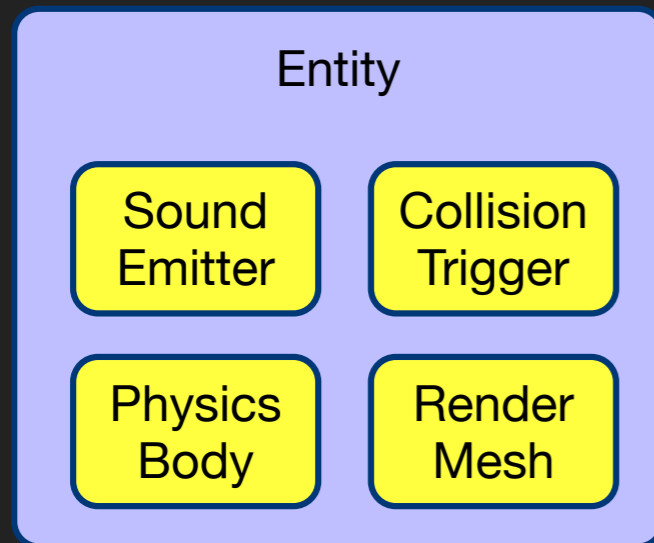 Entity
Sound
Emitter
Collision
Trigger
Physics
Body
Render
Mesh